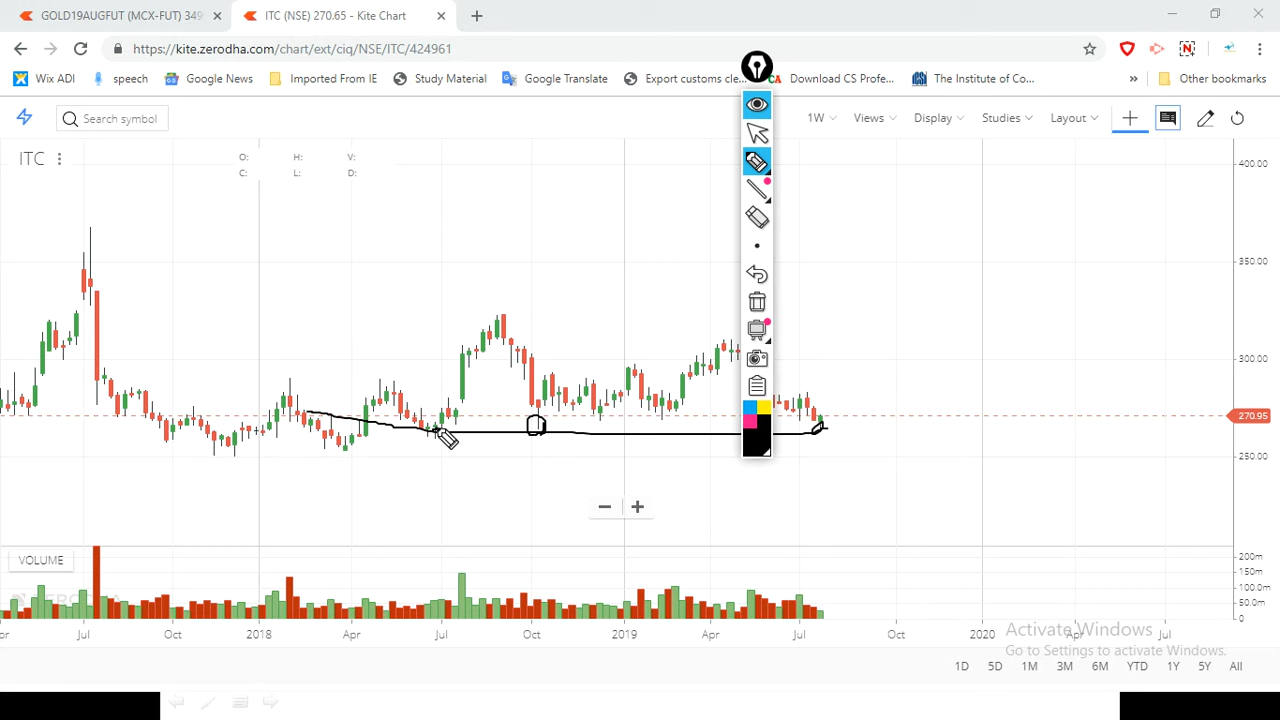 GOLD19AUGFUT (MCX-FUT) 349
ITC (NSE) 270.65 - Kite Chart
https://kite.zerodha.com/chart/ext/ciq/NSE/ITC/424961
Wix ADI
speech
Google News
Imported From IE
Study Material
Google Translate
Export customs cle...
Download CS Profe...
The Institute of Co...
Other bookmarks
Search symbol
1W
Views
Display
Studies
Layout
ITC
O:
H:
V:
C:
L:
D:
400.00
350.00
300.00
270.95
250.00
VOLUME
200m
150m
100.0m
50.0m
0
Jul
Oct
2018
Apr
Jul
Oct
2019
Apr
Jul
Oct
2020
Apr
Jul
Activate Windows
Go to Settings to activate Windows.
1D
5D
1M
3M
6M
YTD
1Y
5Y
All